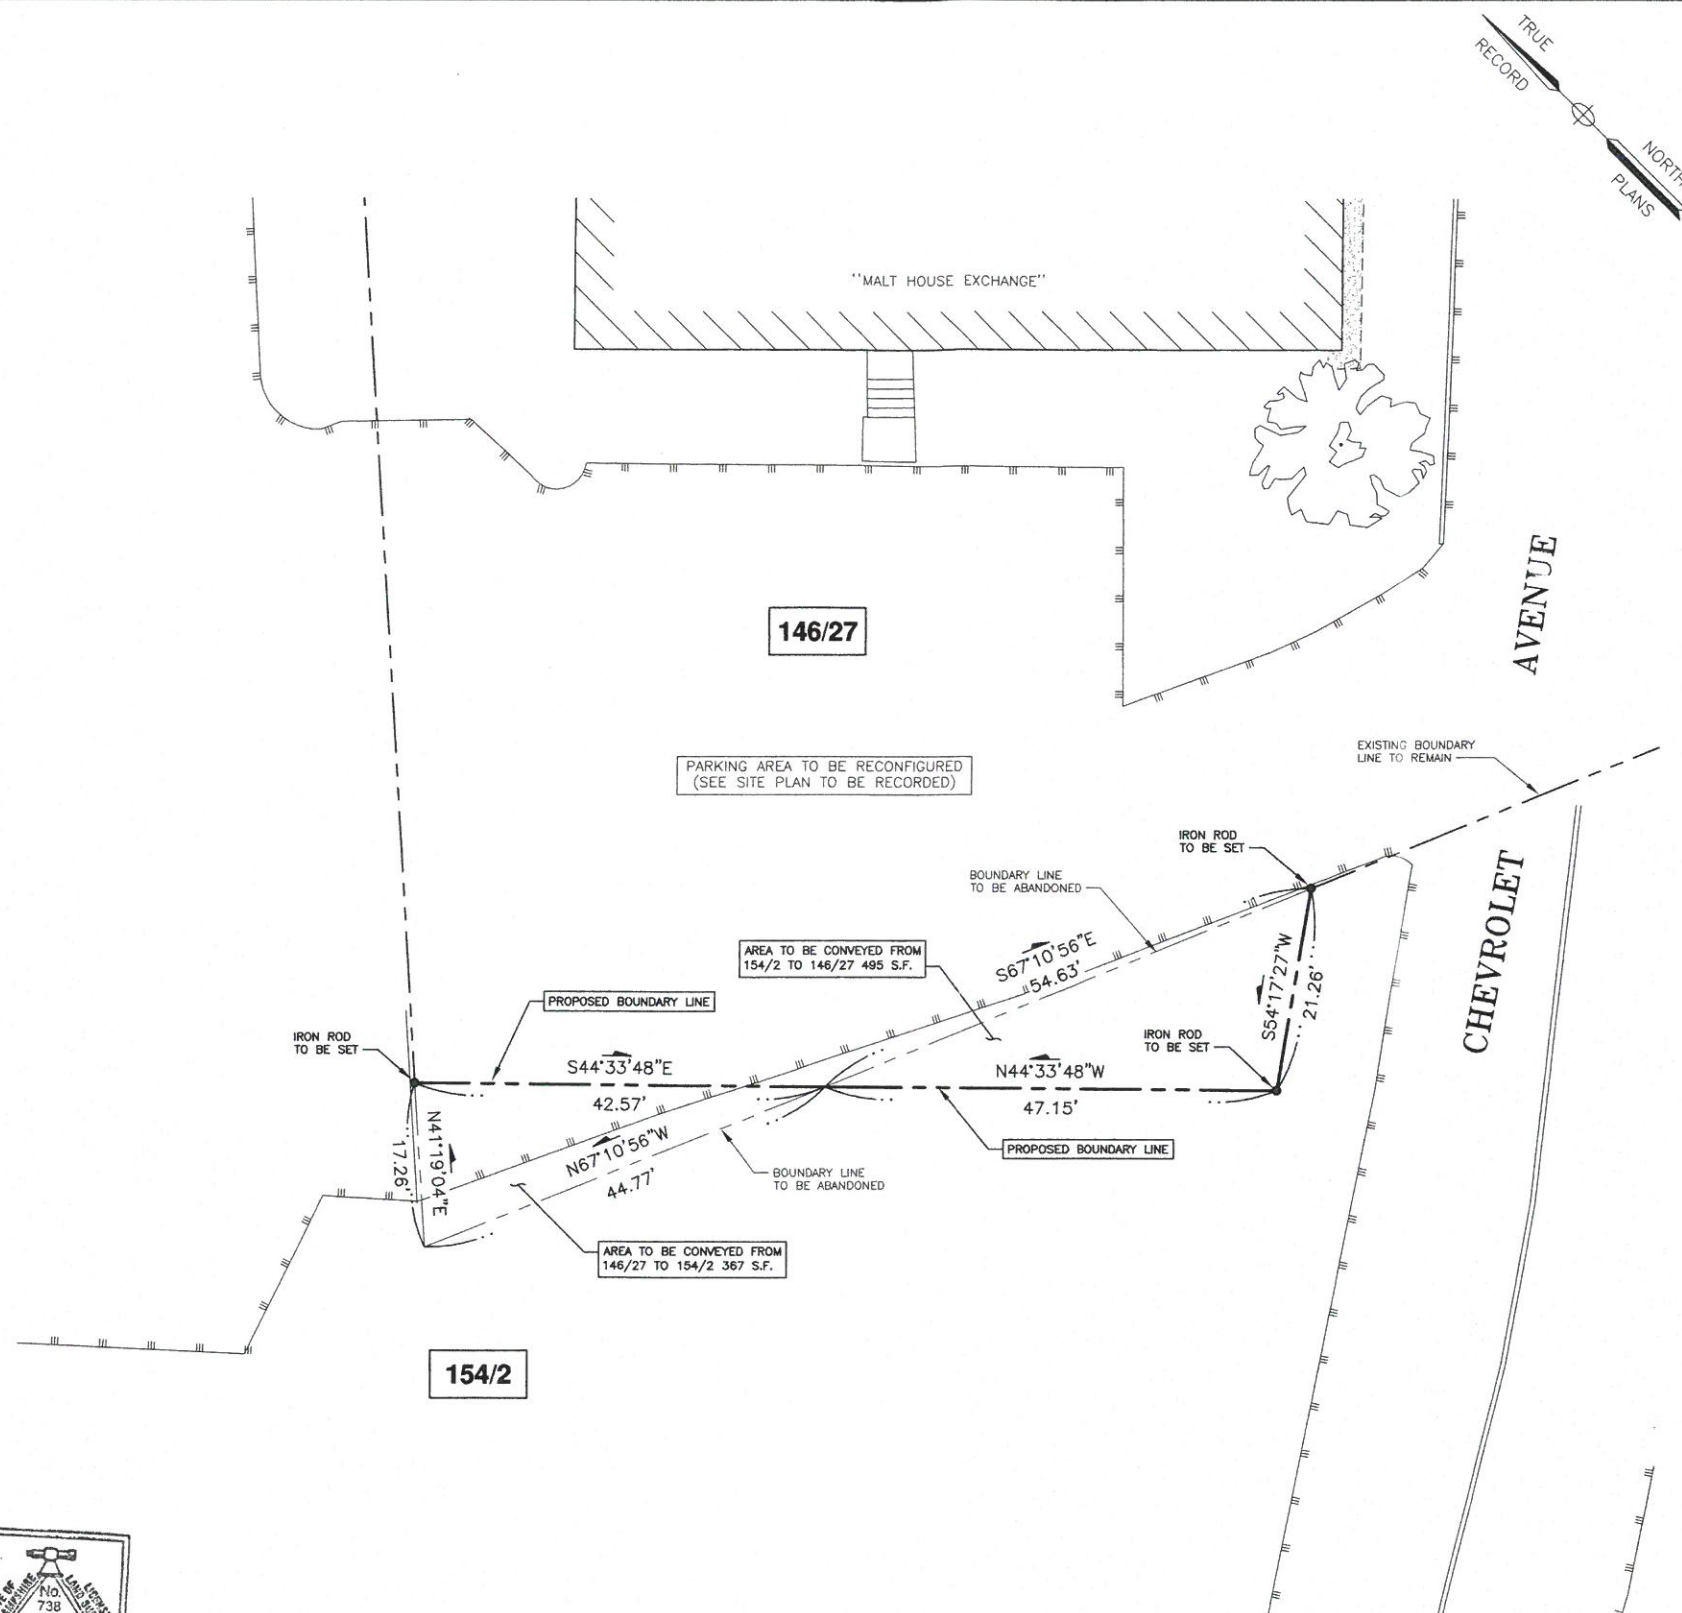 TRUE
RECORD
NORTH
PLANS
"MALT HOUSE EXCHANGE"
AVENUE
146/27
EXISTING BOUNDARY
LINE TO REMAIN
PARKING AREA TO BE RECONFIGURED
(SEE SITE PLAN TO BE RECORDED)
IRON ROD
TO BE SET
CHEVROLET
BOUNDARY LINE
TO BE ABANDONED
AREA TO BE CONVEYED FROM
154/2 TO 146/27 495 S.F.
S67°10'56"E
54.63'
S54°17'27"W
21.26'
PROPOSED BOUNDARY LINE
IRON ROD
TO BE SET
IRON ROD
TO BE SET
S44°33'48"E
42.57'
N44°33'48"W
47.15'
N41°19'04"E
17.26'
N67°10'56"W
44.77'
PROPOSED BOUNDARY LINE
BOUNDARY LINE
TO BE ABANDONED
AREA TO BE CONVEYED FROM
146/27 TO 154/2 367 S.F.
154/2
No.
738